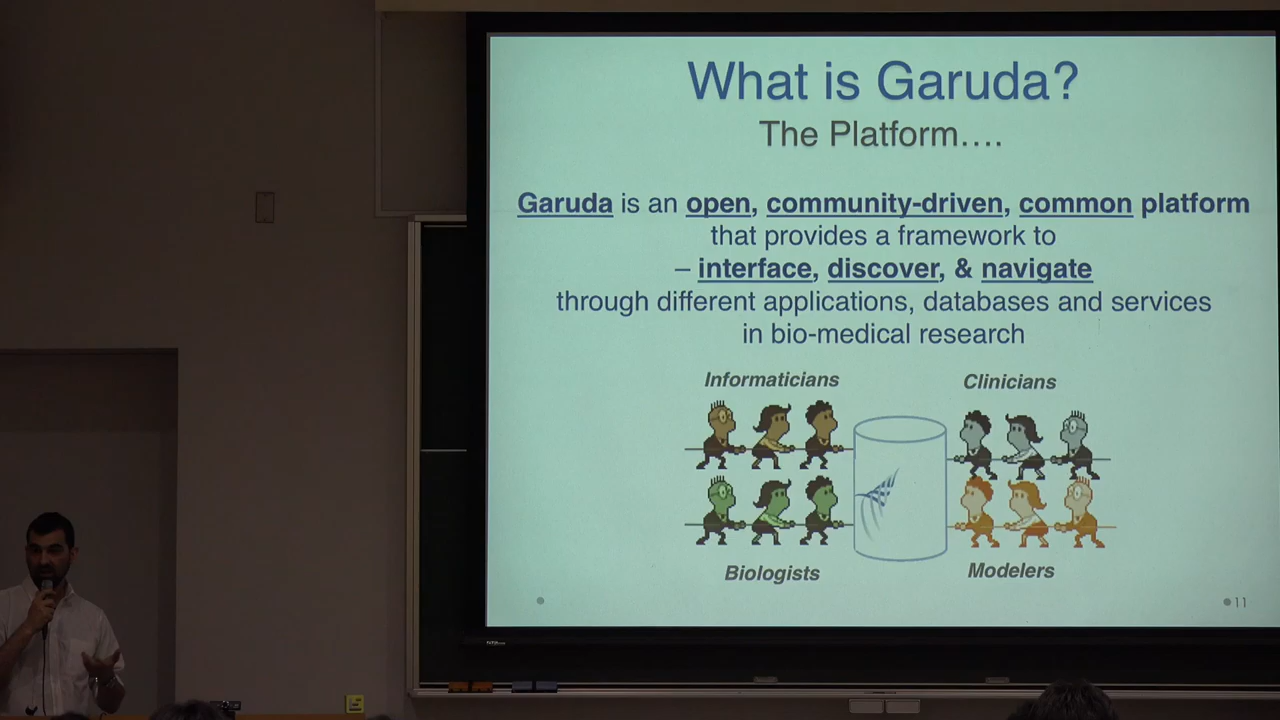 What is Garuda?
The Platform....
Garuda is an open, community-driven, common platform
that provides a framework to
– interface, discover, & navigate
through different applications, databases and services
in bio-medical research
Informaticians
Clinicians
Biologists
Modelers
11